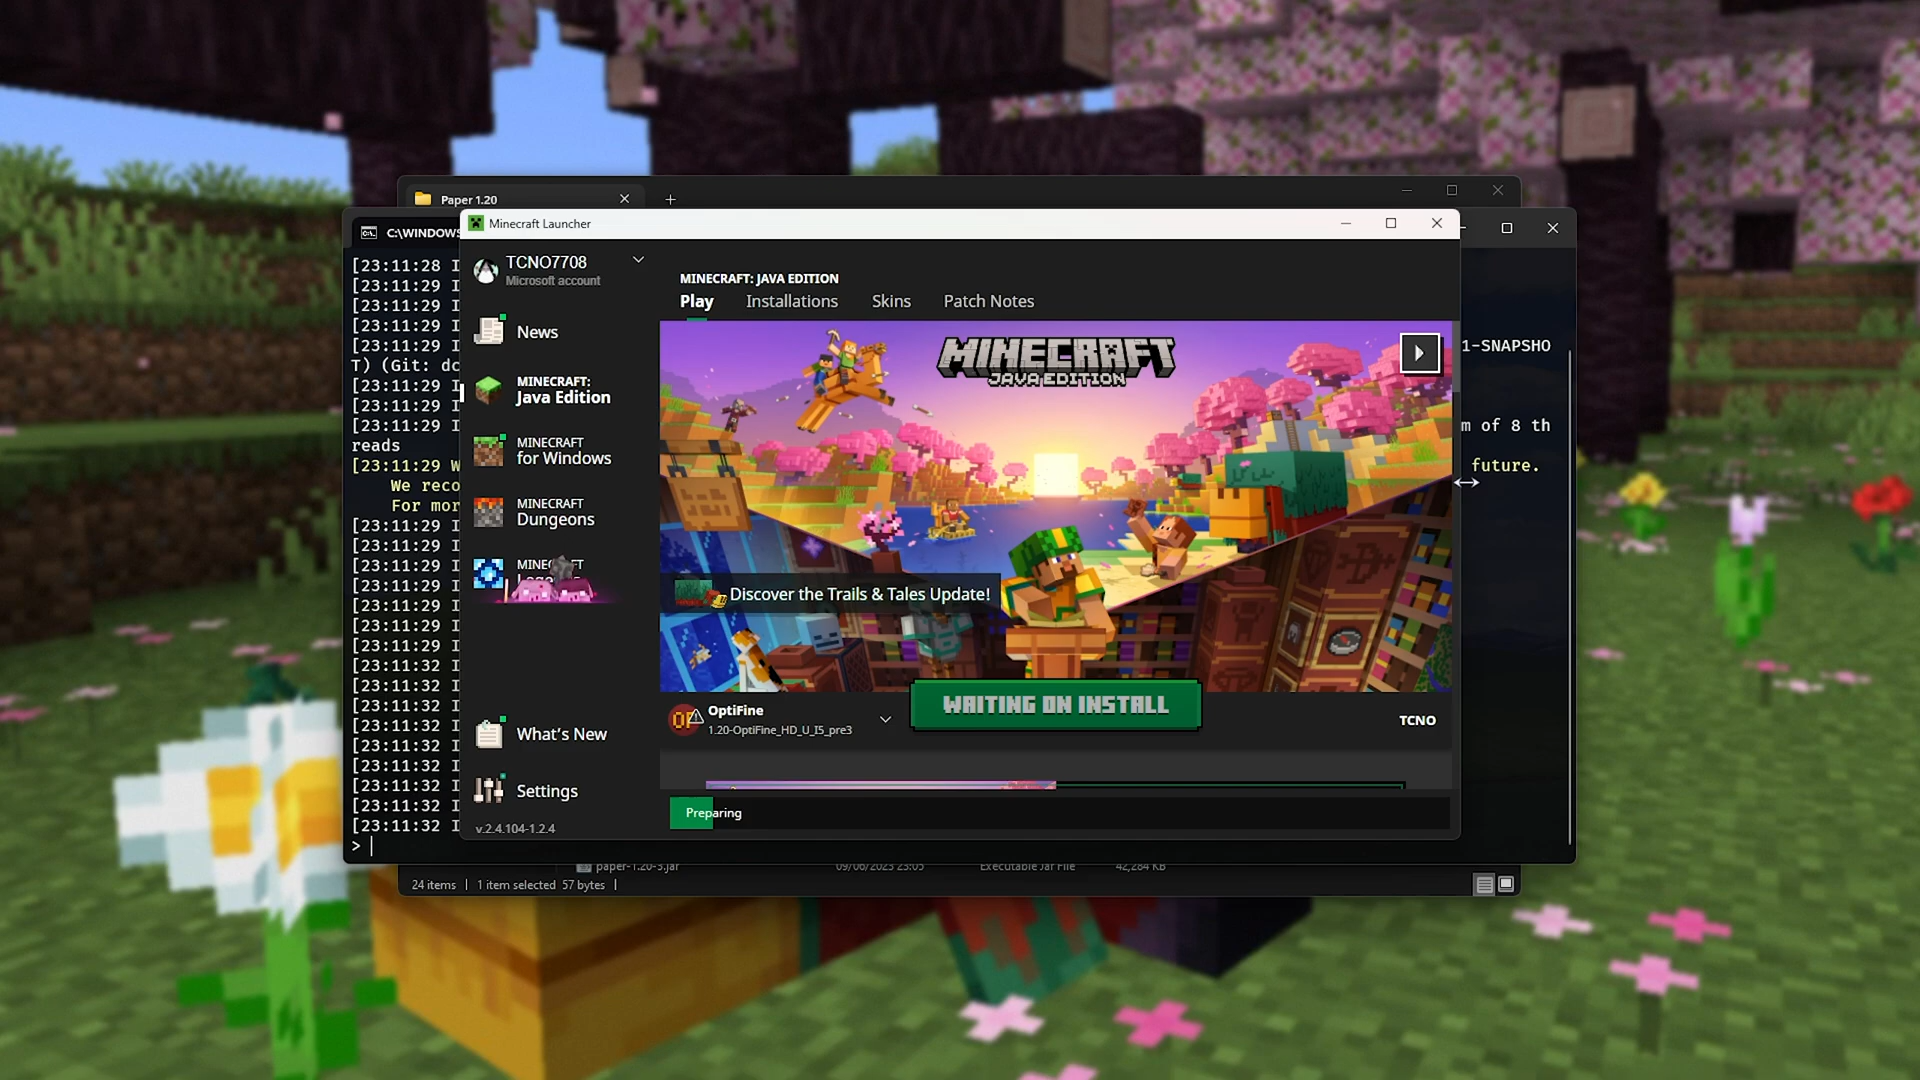 Paper 1.20
C:\WINDOWS
Minecraft Launcher
[23:11:28 I
[23:11:29 I
[23:11:29 I
[23:11:29 I
[23:11:29 I
1-SNAPSHO
T) (Git: dc
[23:11:29 I
[23:11:29 I
[23:11:29 I
m of 8 th
reads
[23:11:29 W
future.
We reco
For mor
[23:11:29 I
[23:11:29 I
[23:11:29 I
[23:11:29 I
[23:11:29 I
[23:11:29 I
[23:11:29 I
[23:11:32 I
[23:11:32 I
[23:11:32 I
[23:11:32 I
[23:11:32 I
[23:11:32 I
[23:11:32 I
[23:11:32 I
[23:11:32 I
>
TCNO7708
Microsoft account
News
MINECRAFT:
Java Edition
MINECRAFT
for Windows
MINECRAFT
Dungeons
What's New
Settings
v.2.4.104-1.2.4
MINECRAFT: JAVA EDITION
Play
Installations
Skins
Patch Notes
MINECRAFT
JAVA EDITION
Discover the Trails & Tales Update!
OptiFine
1.20-OptiFine_HD_U_I5_pre3
WAITING ON INSTALL
TCNO
Preparing
paper-1.20-3.jar
09/06/2023 23:05
Executable Jar File
42,284 KB
24 items
1 item selected 57 bytes